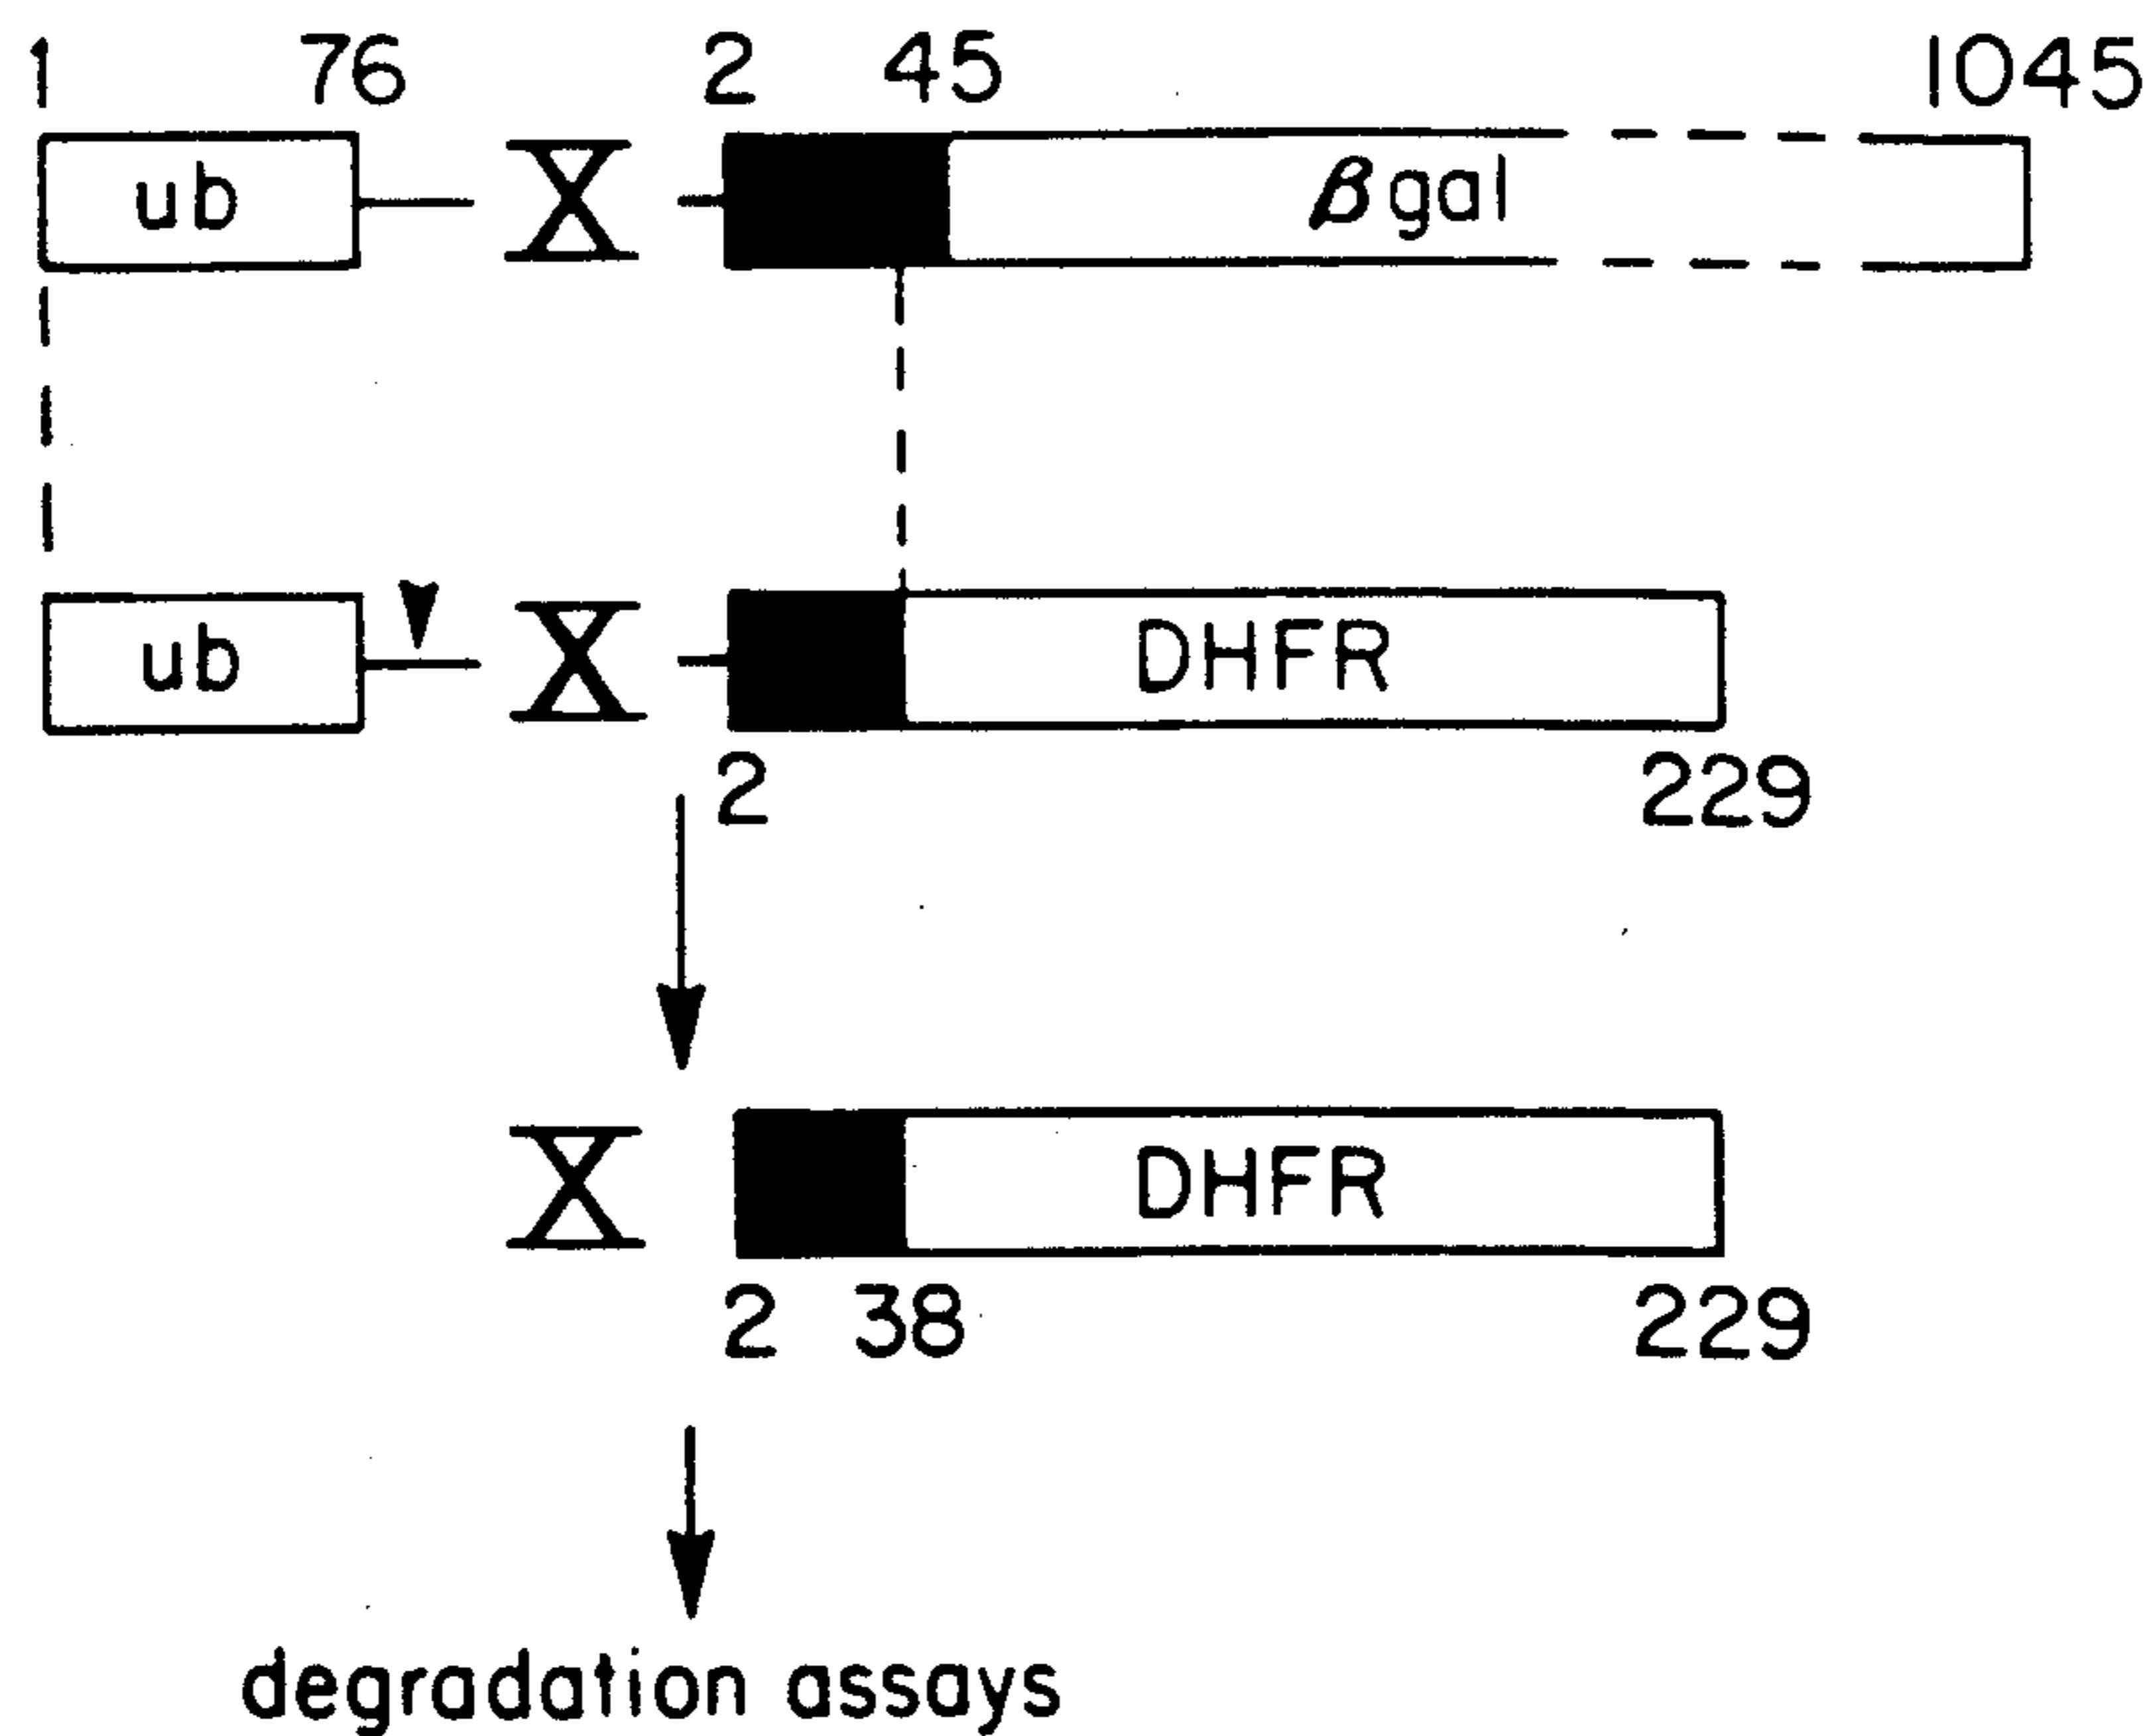 1 76 2 45 1045
ub X βgal
ub X DHFR
2 229
X DHFR
2 38 229
degradation assays